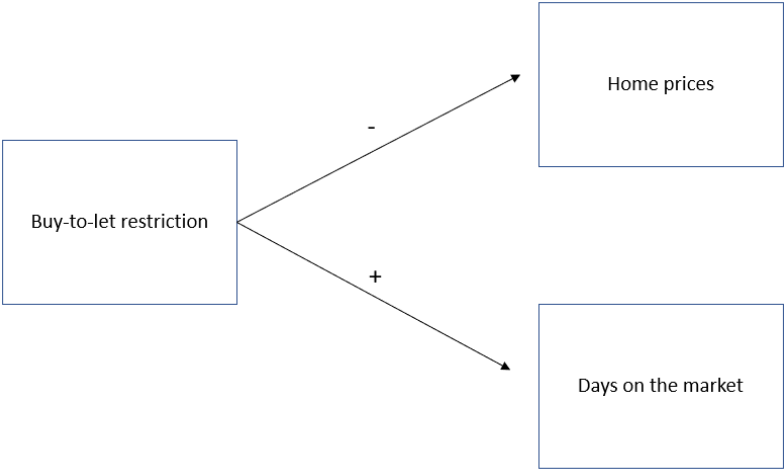 Home prices
-
Buy-to-let restriction
+
Days on the market